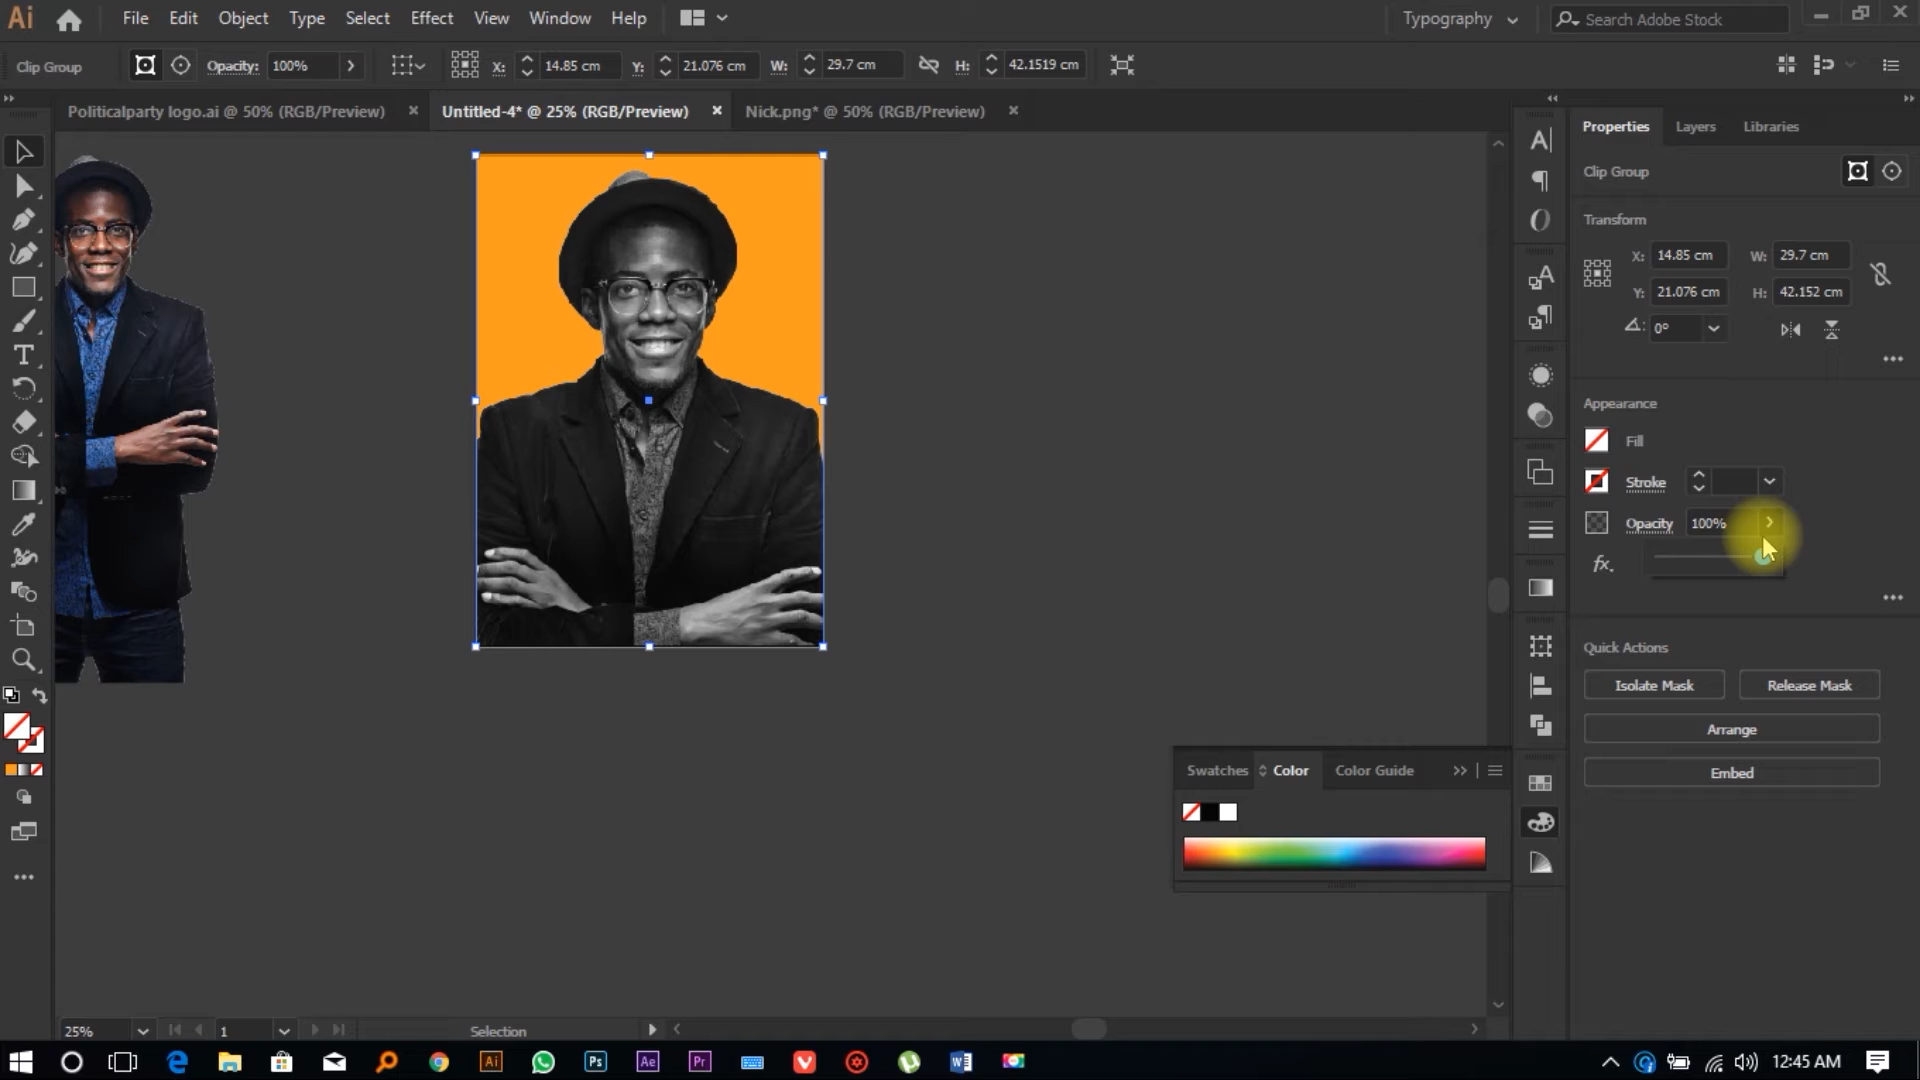 Ai File Edit Object Type Select Effect View Window Help Typography Search Adobe Stock
Clip Group Opacity: 100% X: 14.85 cm Y: 21.076 cm W: 29.7 cm H: 42.1519 cm
Politicalparty logo.ai @ 50% (RGB/Preview) Untitled-4* @ 25% (RGB/Preview) Nick.png* @ 50% (RGB/Preview)
Properties Layers Libraries
Clip Group
Transform
X: 14.85 cm W: 29.7 cm
Y: 21.076 cm H: 42.152 cm
0°
Appearance
Fill
Stroke
Opacity 100%
fx.
Quick Actions
Isolate Mask Release Mask
Arrange
Embed
Swatches Color Color Guide
25% 1 Selection
Ai Ps Ae Pr 12:45 AM